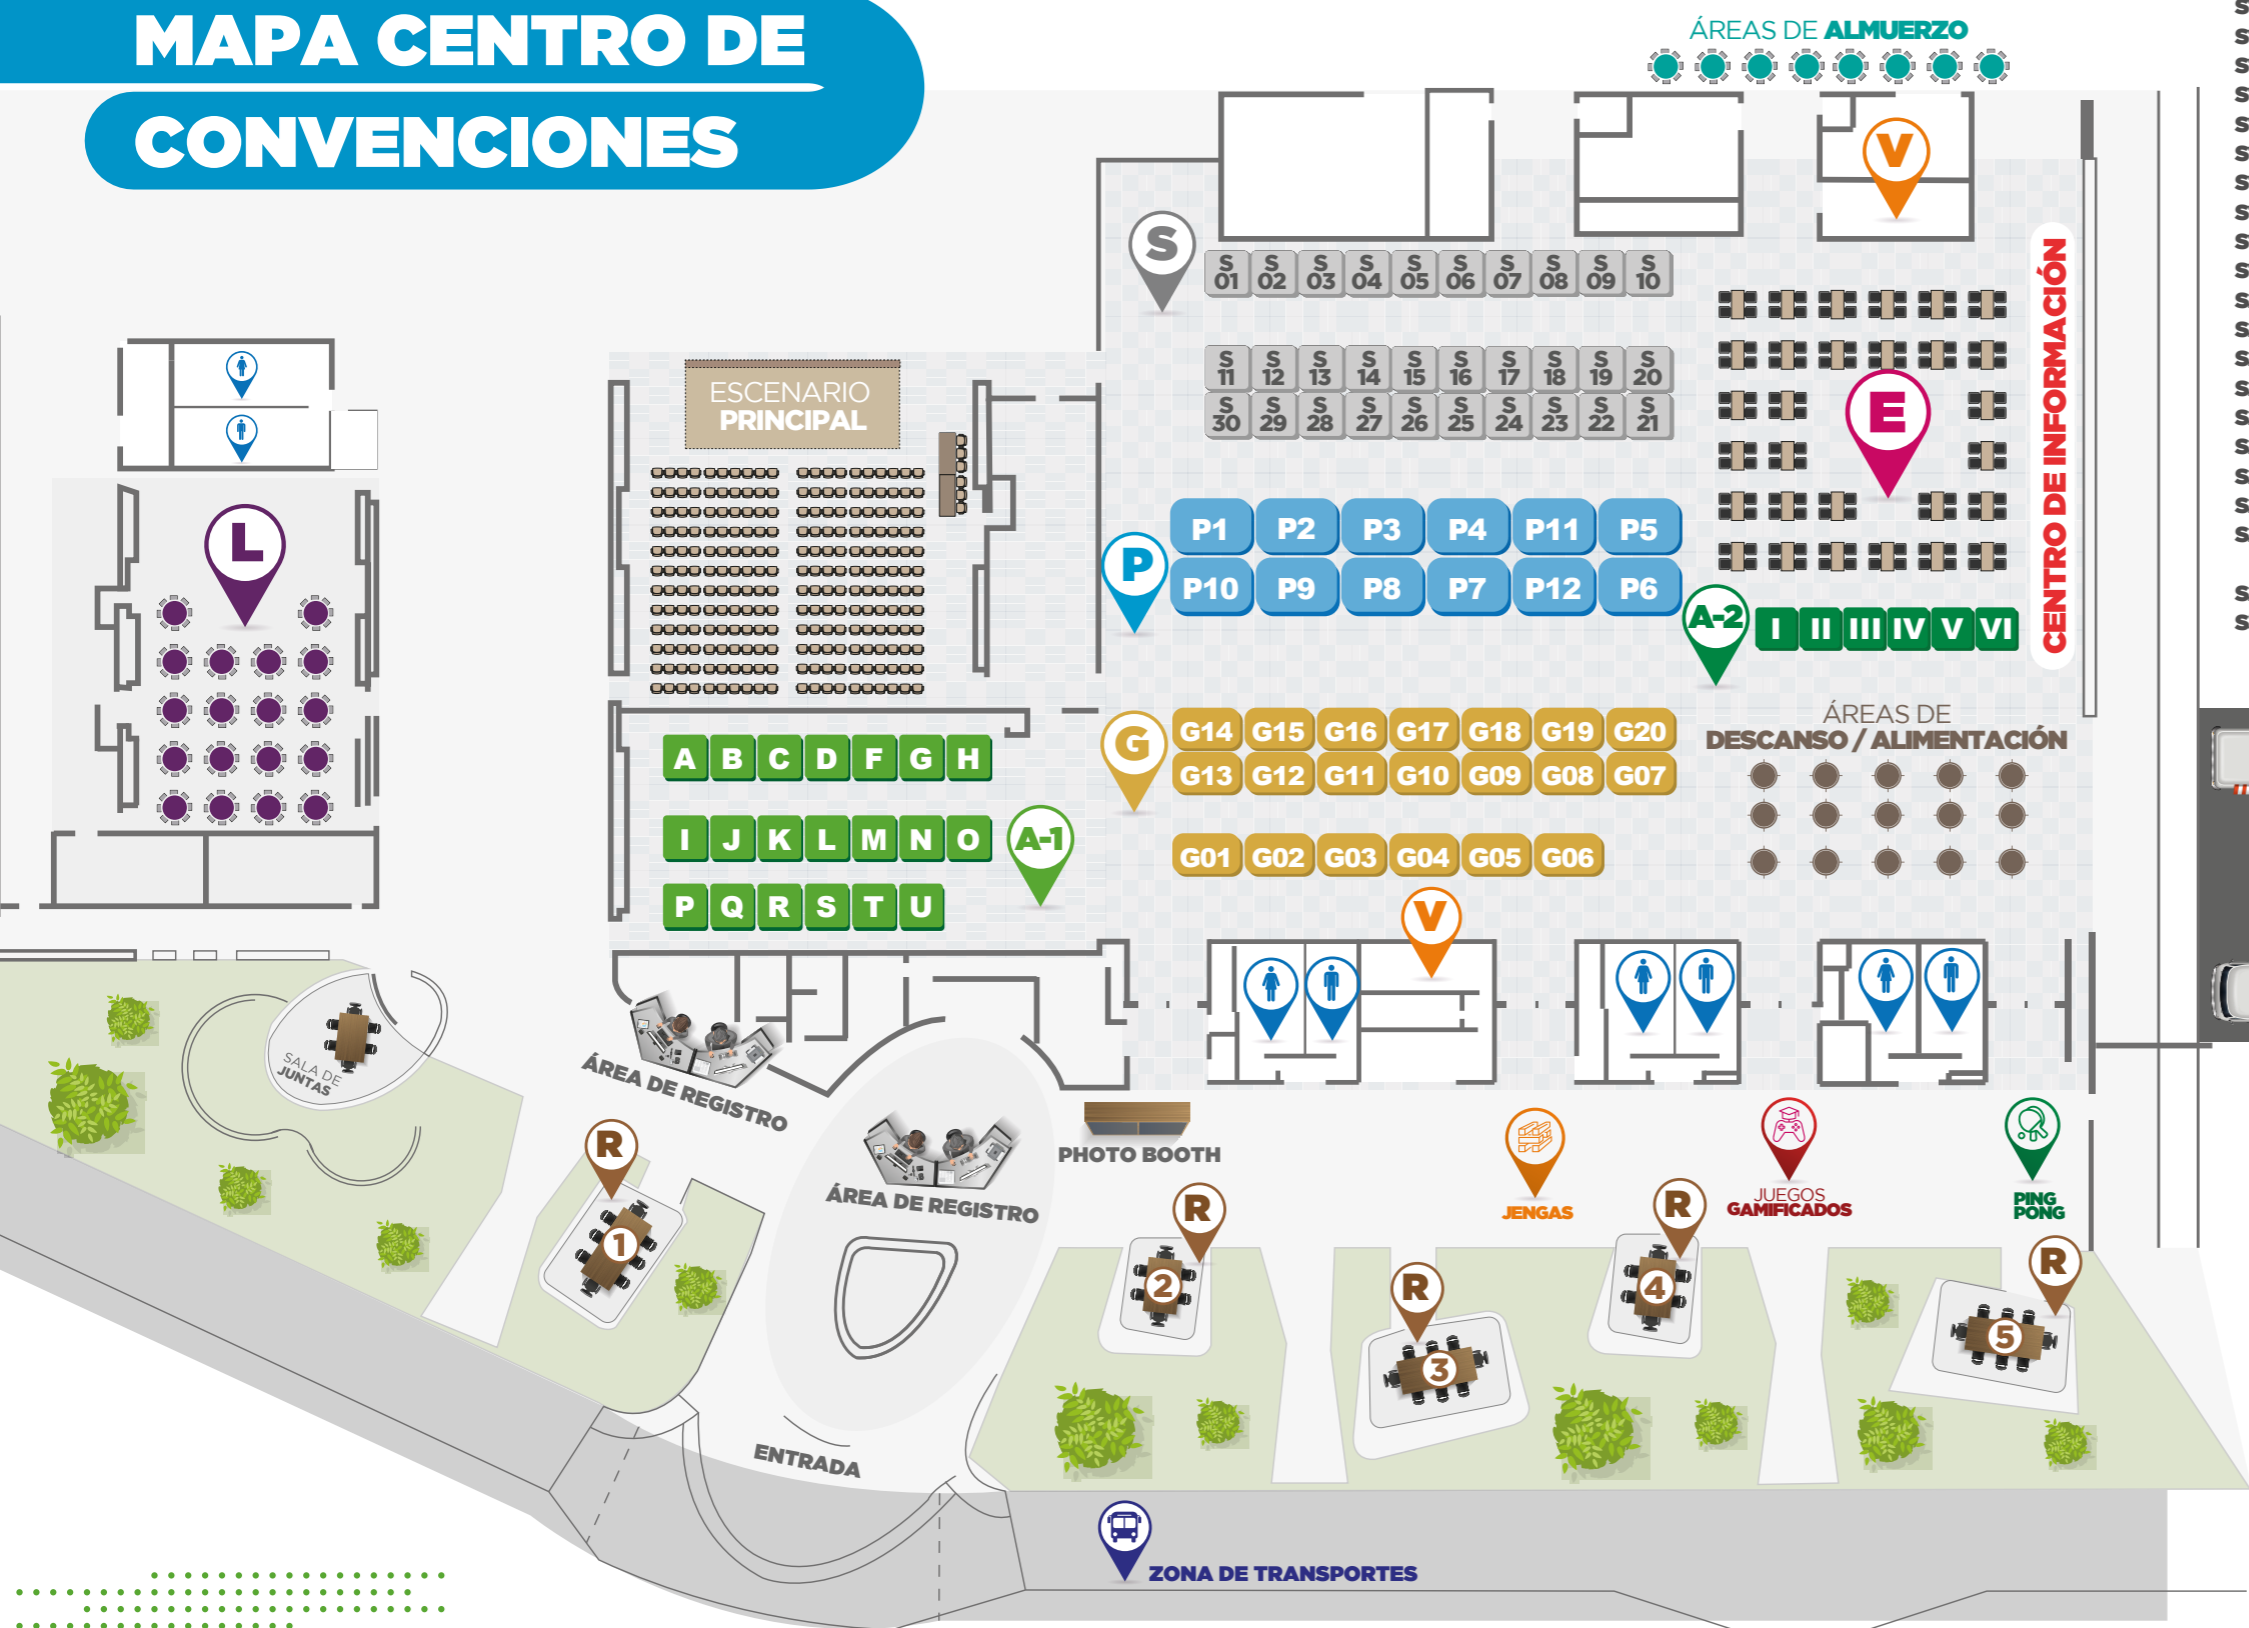 MAPA CENTRO DE
CONVENCIONES
ÁREAS DE ALMUERZO
V
S
S 01 S 02 S 03 S 04 S 05 S 06 S 07 S 08 S 09 S 10
S 11 S 12 S 13 S 14 S 15 S 16 S 17 S 18 S 19 S 20
S 30 S 29 S 28 S 27 S 26 S 25 S 24 S 23 S 22 S 21
E
CENTRO DE INFORMACIÓN
ESCENARIO
PRINCIPAL
L
P
P1 P2 P3 P4 P11 P5
P10 P9 P8 P7 P12 P6
A-2
I II III IV V VI
G
G14 G15 G16 G17 G18 G19 G20
G13 G12 G11 G10 G09 G08 G07
G01 G02 G03 G04 G05 G06
ÁREAS DE
DESCANSO / ALIMENTACIÓN
A B C D F G H
I J K L M N O
A-1
P Q R S T U
V
SALA DE
JUNTAS
ÁREA DE REGISTRO
ÁREA DE REGISTRO
PHOTO BOOTH
JENGAS
JUEGOS
GAMIFICADOS
PING
PONG
R
1
R
2
R
3
R
4
R
5
ENTRADA
ZONA DE TRANSPORTES